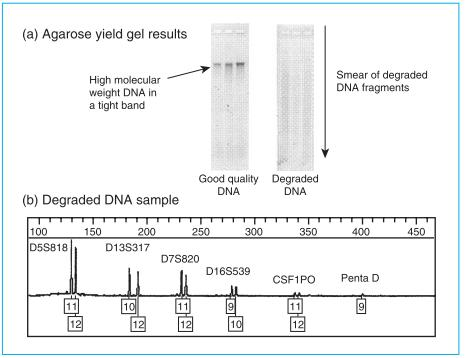 (a) Agarose yield gel results
High molecular
weight DNA in
a tight band
Smear of degraded
DNA fragments
Good quality
DNA
Degraded
DNA
(b) Degraded DNA sample
100 150 200 250 300 350 400 450
D5S818 D13S317 D7S820 D16S539 CSF1PO Penta D
11 10 11 9 11 9
12 12 12 10 12